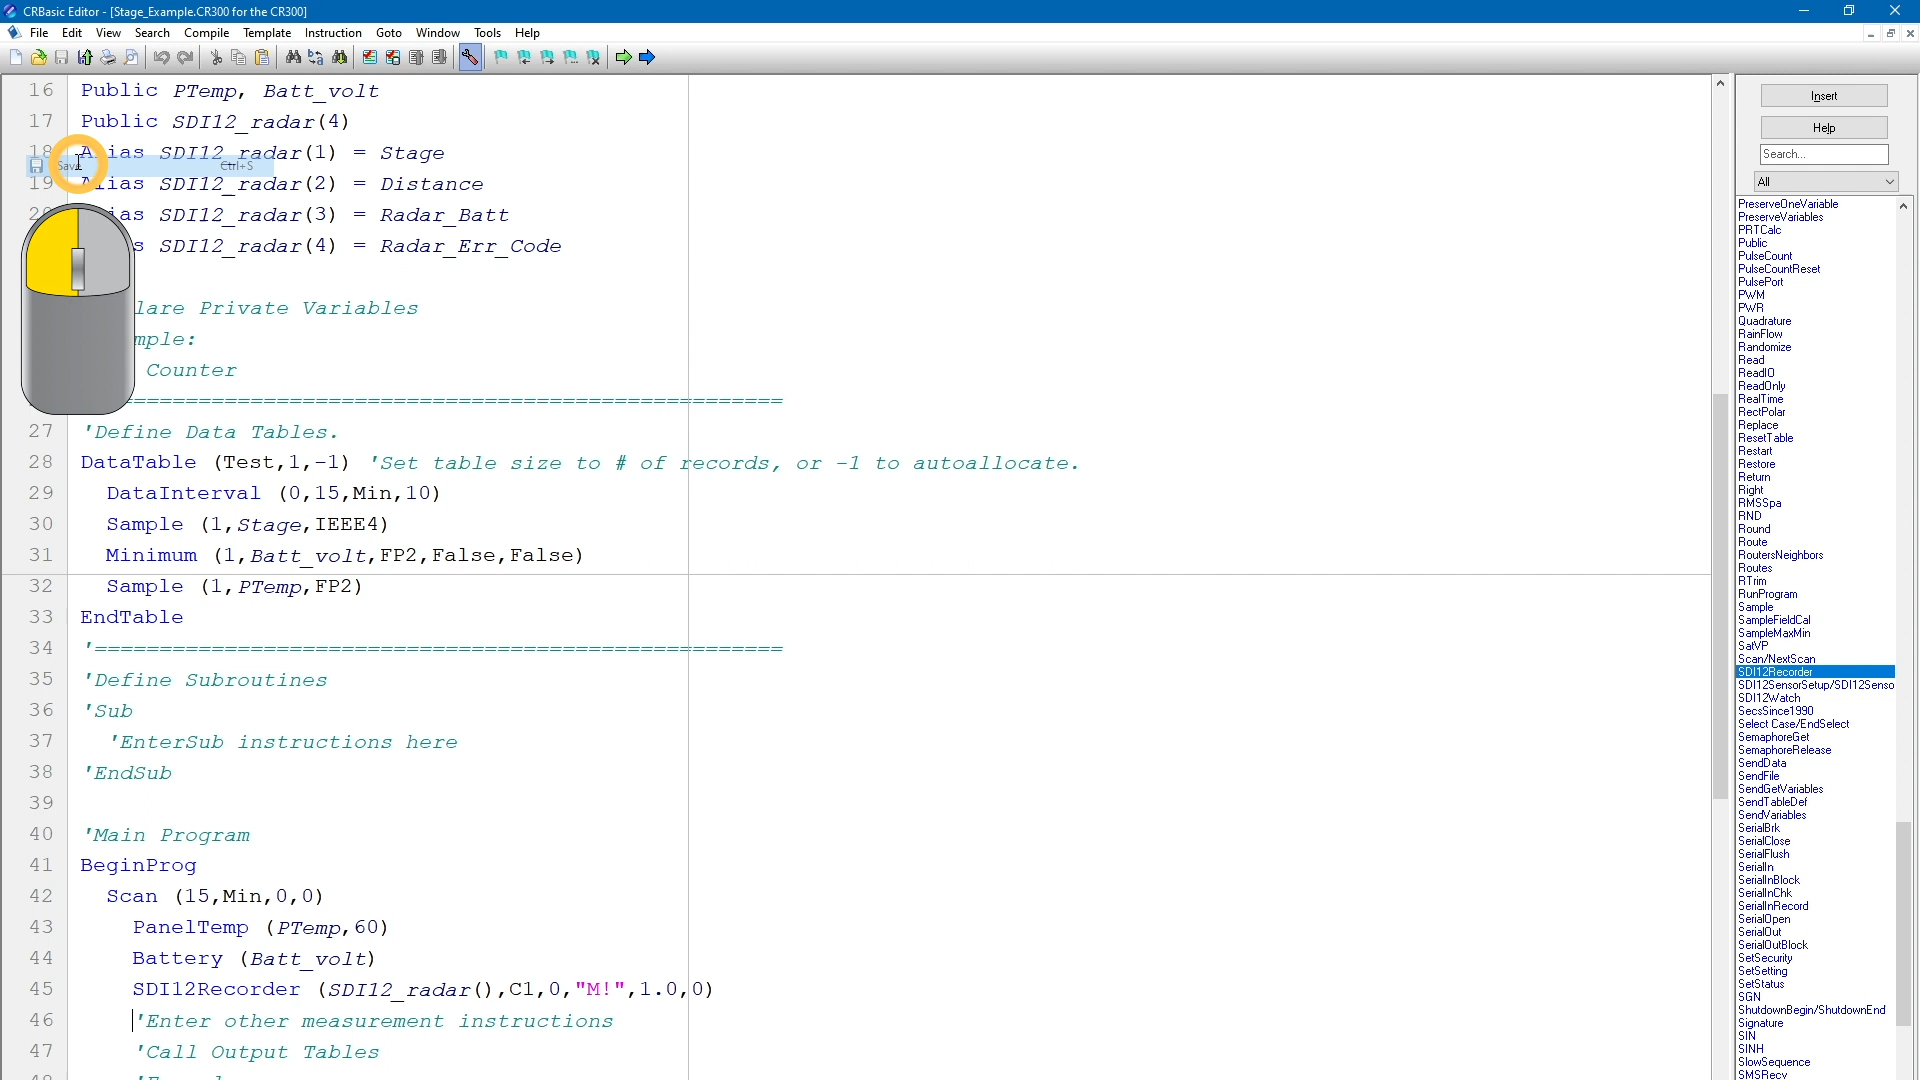 CRBasic Editor - [Stage_Example.CR300 for the CR300]
File Edit View Search Compile Template Instruction Goto Window Tools Help
16 Public PTemp, Batt_volt
17 Public SDI12_radar(4)
18 Alias SDI12_radar(1) = Stage
Save Ctrl+S
19 Alias SDI12_radar(2) = Distance
SDI12_radar(3) = Radar_Batt
SDI12_radar(4) = Radar_Err_Code
lare Private Variables
mple:
Counter
=====================================================
27 'Define Data Tables.
28 DataTable (Test,1,-1) 'Set table size to # of records, or -1 to autoallocate.
29 DataInterval (0,15,Min,10)
30 Sample (1,Stage,IEEE4)
31 Minimum (1,Batt_volt,FP2,False,False)
32 Sample (1,PTemp,FP2)
33 EndTable
34 '=====================================================
35 'Define Subroutines
36 'Sub
37 'EnterSub instructions here
38 'EndSub
39
40 'Main Program
41 BeginProg
42 Scan (15,Min,0,0)
43 PanelTemp (PTemp,60)
44 Battery (Batt_volt)
45 SDI12Recorder (SDI12_radar(),C1,0,"M!",1.0,0)
46 'Enter other measurement instructions
47 'Call Output Tables
Insert
Help
Search...
All
PreserveOneVariable
PreserveVariables
PRTCalc
Public
PulseCount
PulseCountReset
PulsePort
PWM
PWR
Quadrature
RainFlow
Randomize
Read
ReadIO
ReadOnly
RealTime
RectPolar
Replace
ResetTable
Restart
Restore
Return
Right
RMSSpa
RND
Round
Route
RoutersNeighbors
Routes
RTrim
RunProgram
Sample
SampleFieldCal
SampleMaxMin
SatVP
Scan/NextScan
SDI12Recorder
SDI12SensorSetup/SDI12Senso
SDI12Watch
SecsSince1990
Select Case/EndSelect
SemaphoreGet
SemaphoreRelease
SendData
SendFile
SendGetVariables
SendTableDef
SendVariables
SerialBrk
SerialClose
SerialFlush
SerialIn
SerialInBlock
SerialInChk
SerialInRecord
SerialOpen
SerialOut
SerialOutBlock
SetSecurity
SetSetting
SetStatus
SGN
ShutdownBegin/ShutdownEnd
Signature
SIN
SINH
SlowSequence
SMSRecv